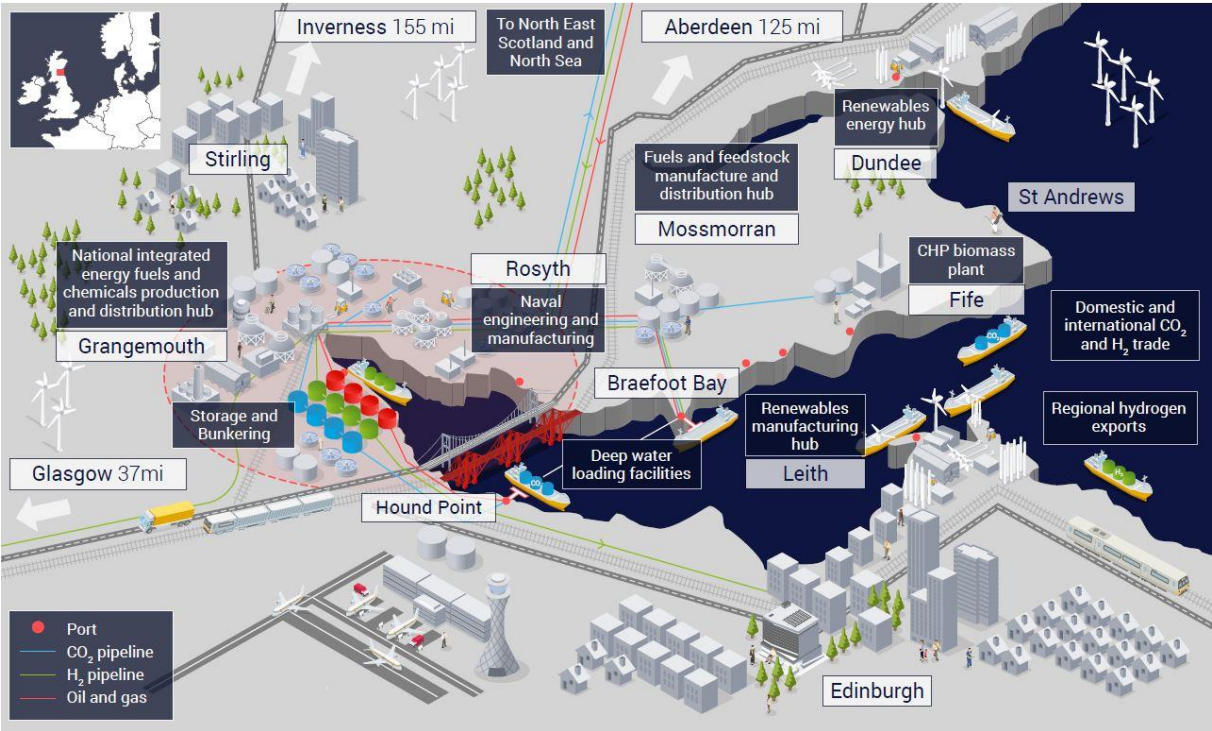 Inverness 155 mi
To North East
Scotland and
North Sea
Aberdeen 125 mi
Stirling
Renewables
energy hub
Dundee
Fuels and feedstock
manufacture and
distribution hub
Mossmorran
St Andrews
National integrated
energy fuels and
chemicals production
and distribution hub
Grangemouth
Rosyth
Naval
engineering and
manufacturing
CHP biomass
plant
Fife
Domestic and
international CO₂
and H₂ trade
CO₂
Braefoot Bay
Storage and
Bunkering
Renewables
manufacturing
hub
Leith
Regional hydrogen
exports
H₂
Deep water
loading facilities
Glasgow 37mi
CO₂
Hound Point
Port
CO₂ pipeline
H₂ pipeline
Oil and gas
Edinburgh